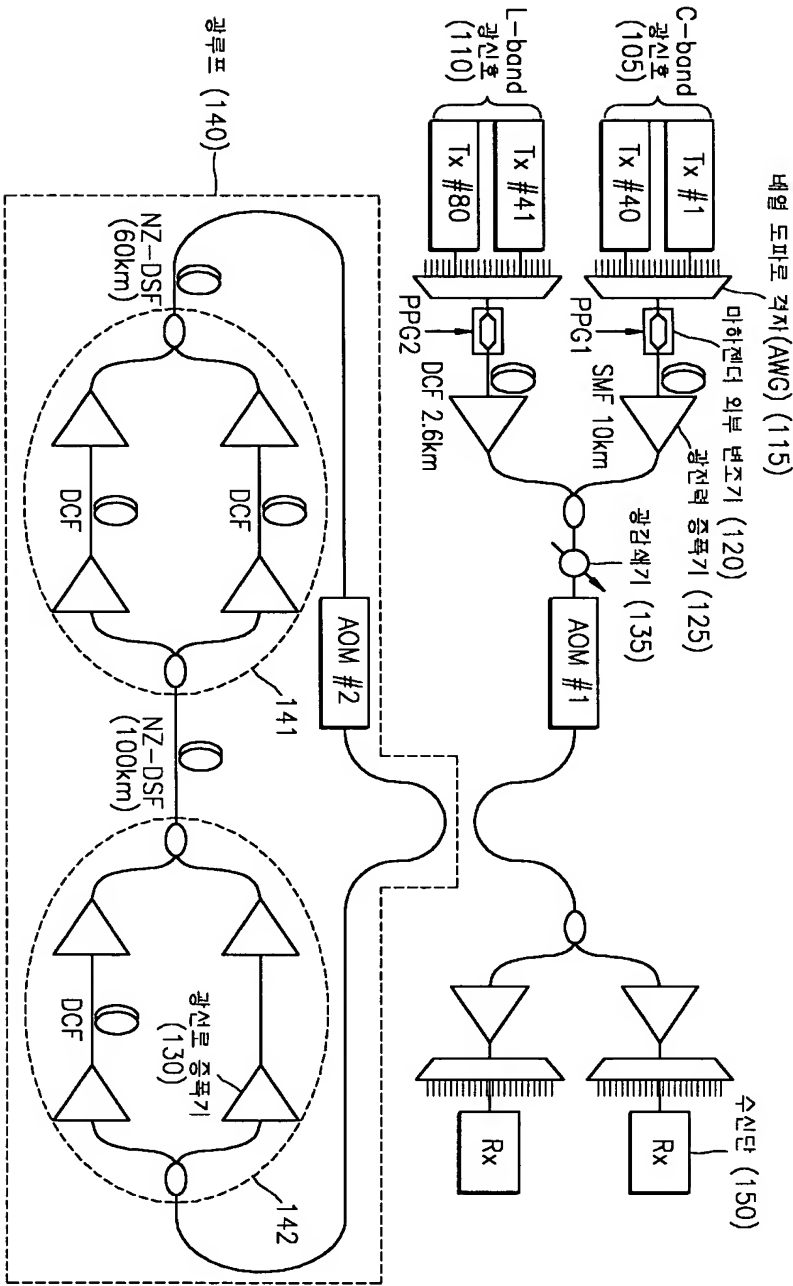 배열 도파로 격자(AWG) (115)
마하젠더 외부 변조기 (120)
광전력 증폭기 (125)
광감쇄기 (135)
수신단 (150)
C-band
광신호
(105)
Tx #1
Tx #40
PPG1
SMF 10km
AOM #1
Rx
L-band
광신호
(110)
Tx #41
Tx #80
PPG2
DCF 2.6km
Rx
광루프 (140)
AOM #2
NZ-DSF
(60km)
DCF
DCF
141
NZ-DSF
(100km)
광선로 증폭기
(130)
DCF
142